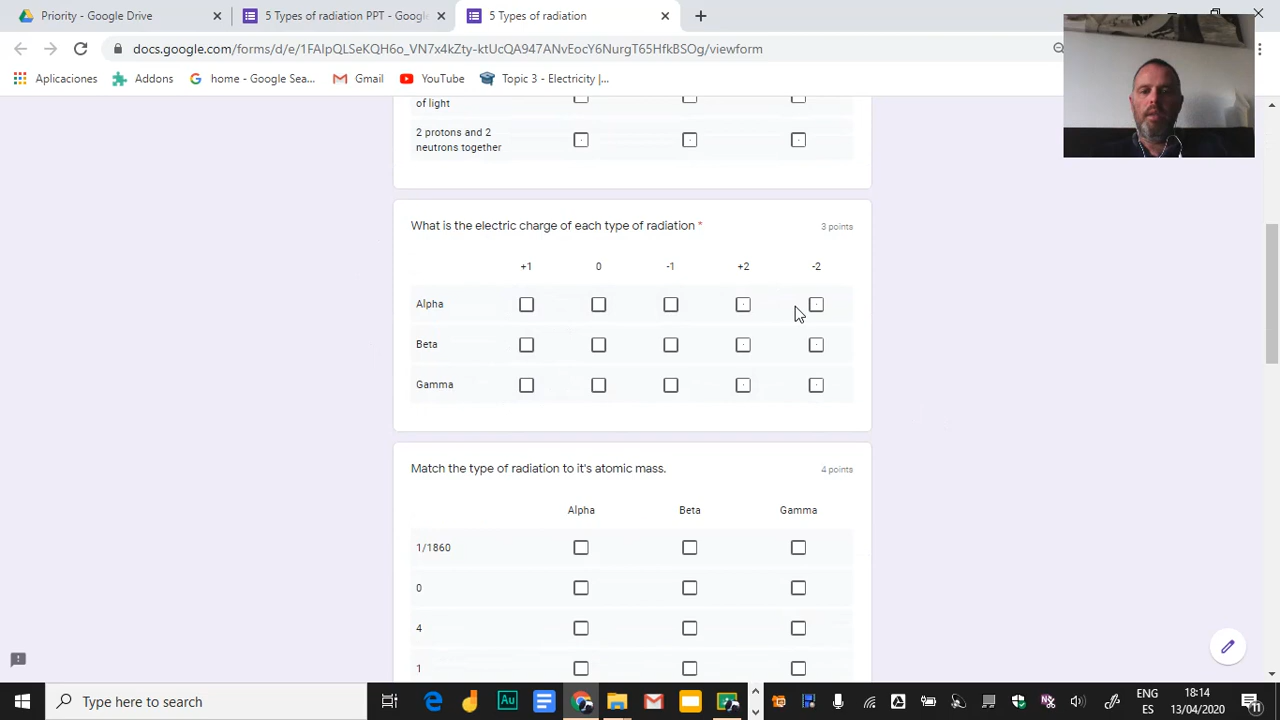 Priority - Google Drive
5 Types of radiation PPT - Google
5 Types of radiation
docs.google.com/forms/d/e/1FAIpQLSeKQH6o_VN7x4kZty-ktUcQA947ANvEocY6NurgT65HfkBSOg/viewform
Aplicaciones
Addons
home - Google Sea...
Gmail
YouTube
Topic 3 - Electricity |...
of light
2 protons and 2
neutrons together
What is the electric charge of each type of radiation *
3 points
+1 0 -1 +2 -2
Alpha
Beta
Gamma
Match the type of radiation to it's atomic mass.
4 points
Alpha Beta Gamma
1/1860
0
4
1
Type here to search
ENG
ES
18:14
13/04/2020
11